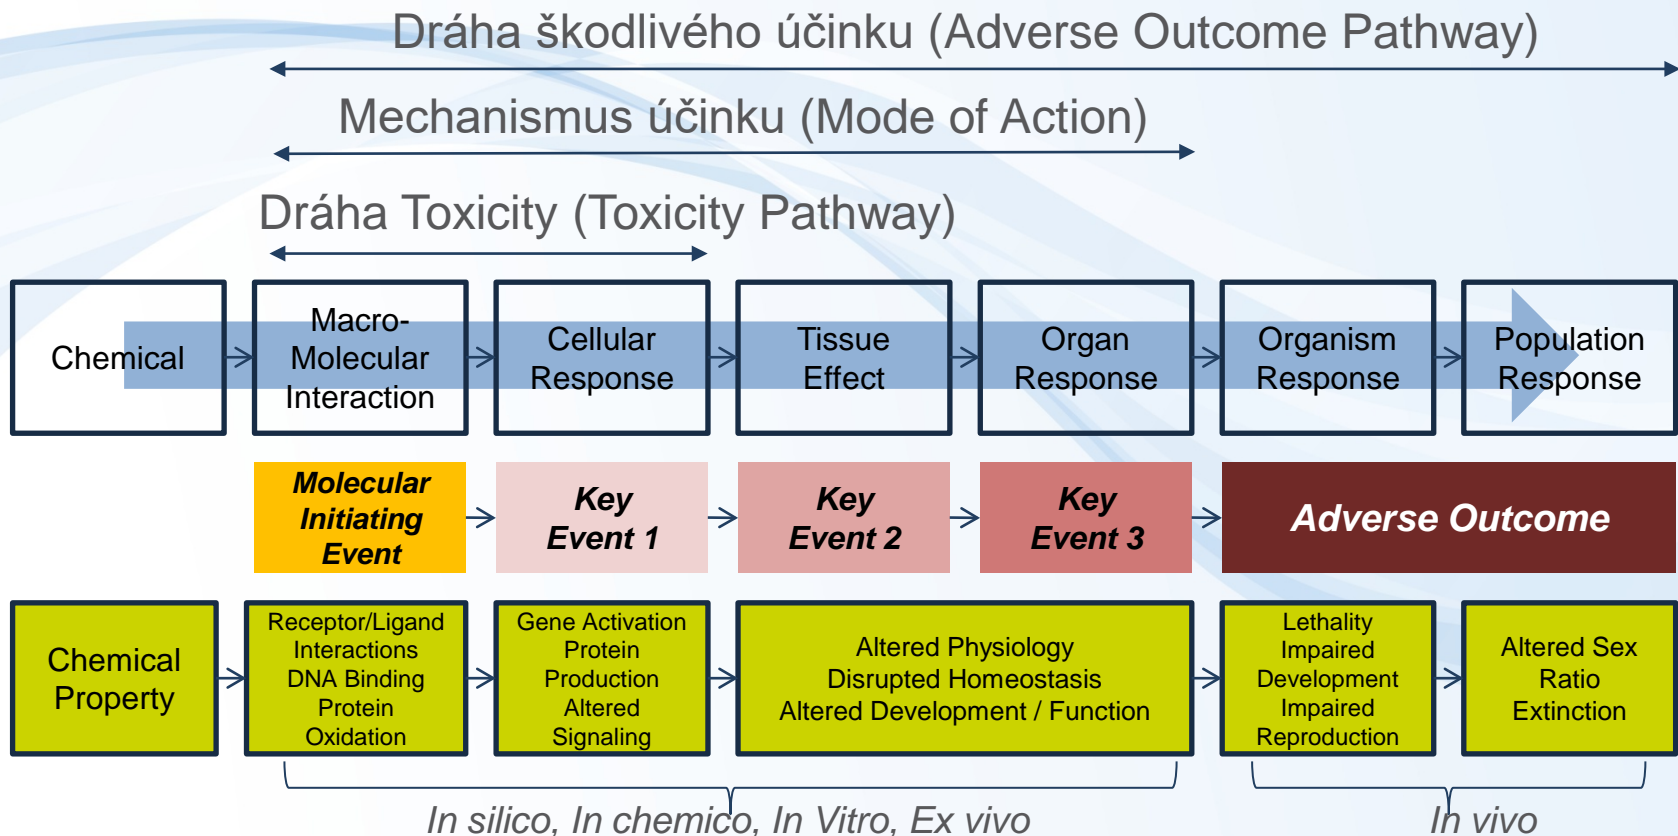 Dráha škodlivého účinku (Adverse Outcome Pathway)
Mechanismus účinku (Mode of Action)
Dráha Toxicity (Toxicity Pathway)
Chemical
Macro-
Molecular
Interaction
Cellular
Response
Tissue
Effect
Organ
Response
Organism
Response
Population
Response
Molecular
Initiating
Event
Key
Event 1
Key
Event 2
Key
Event 3
Adverse Outcome
Chemical
Property
Receptor/Ligand
Interactions
DNA Binding
Protein
Oxidation
Gene Activation
Protein
Production
Altered
Signaling
Altered Physiology
Disrupted Homeostasis
Altered Development / Function
Lethality
Impaired
Development
Impaired
Reproduction
Altered Sex
Ratio
Extinction
In silico, In chemico, In Vitro, Ex vivo
In vivo